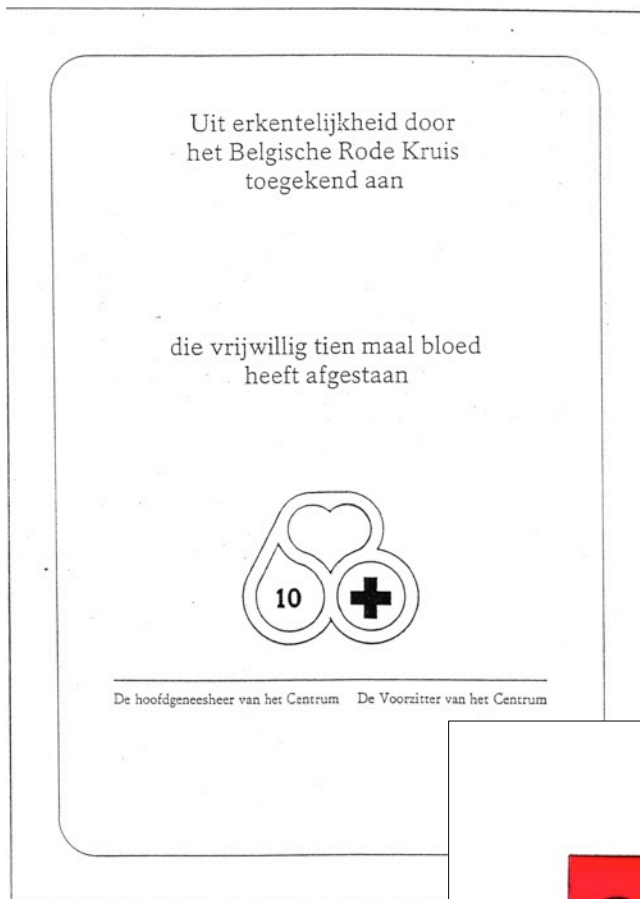 Uit erkentelijkheid door
het Belgische Rode Kruis
toegekend aan
die vrijwillig tien maal bloed
heeft afgestaan
10
De hoofdgeneesheer van het Centrum De Voorzitter van het Centrum